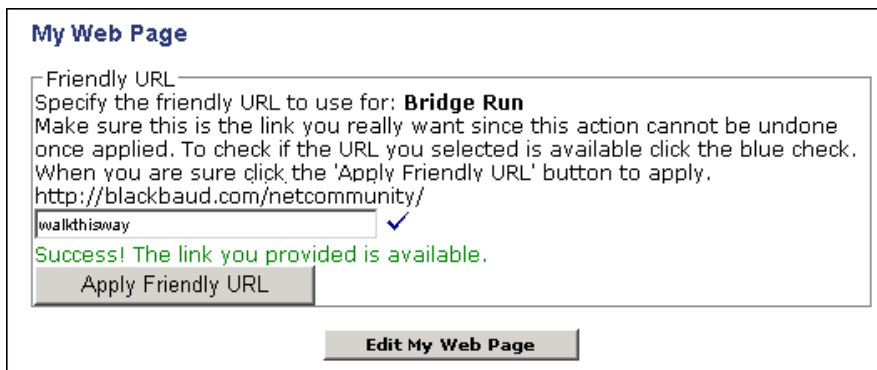 My Web Page
Friendly URL
Specify the friendly URL to use for: Bridge Run
Make sure this is the link you really want since this action cannot be undone
once applied. To check if the URL you selected is available click the blue check.
When you are sure click the 'Apply Friendly URL' button to apply.
http://blackbaud.com/netcommunity/
walkthisway
Success! The link you provided is available.
Apply Friendly URL
Edit My Web Page